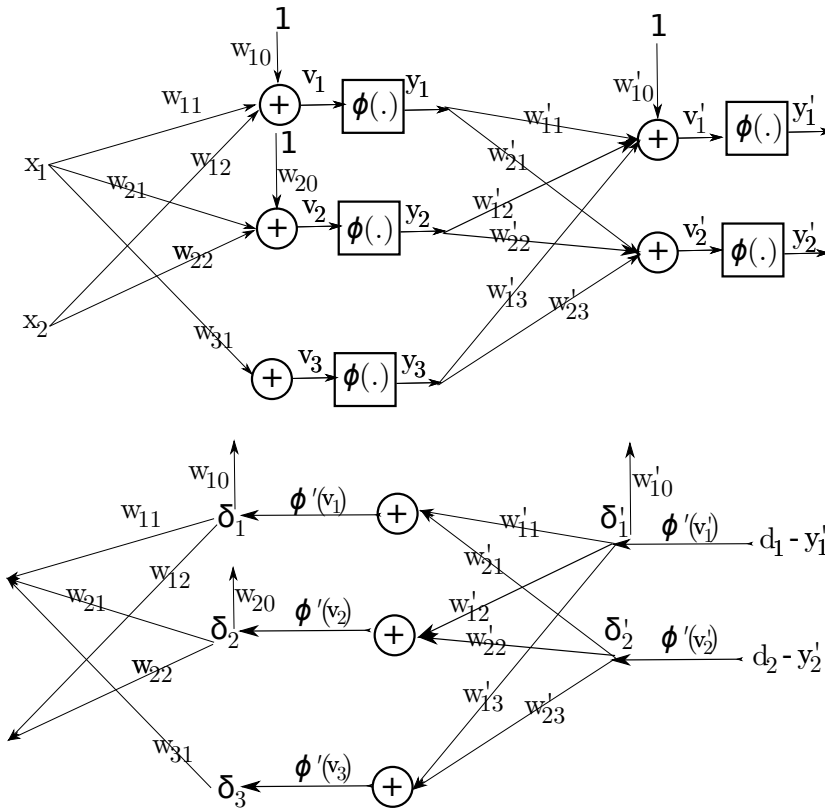 1
1
w10
w'10
v1
y1
v'1
y'1
w11
ϕ(.)
w'11
ϕ(.)
1
w12
w'21
x1
w21
w20
w'12
v2
y2
v'2
y'2
ϕ(.)
w'22
ϕ(.)
w22
w'13
w'23
x2
w31
v3
y3
ϕ(.)
+
+
+
+
+
w10
w'10
w11
δ1
ϕ'(v1)
+
w'11
δ'1
ϕ'(v'1)
d1 - y'1
w12
w'21
w21
w20
w'12
δ2
ϕ'(v2)
+
w'22
δ'2
ϕ'(v'2)
d2 - y'2
w22
w'13
w'23
w31
δ3
ϕ'(v3)
+